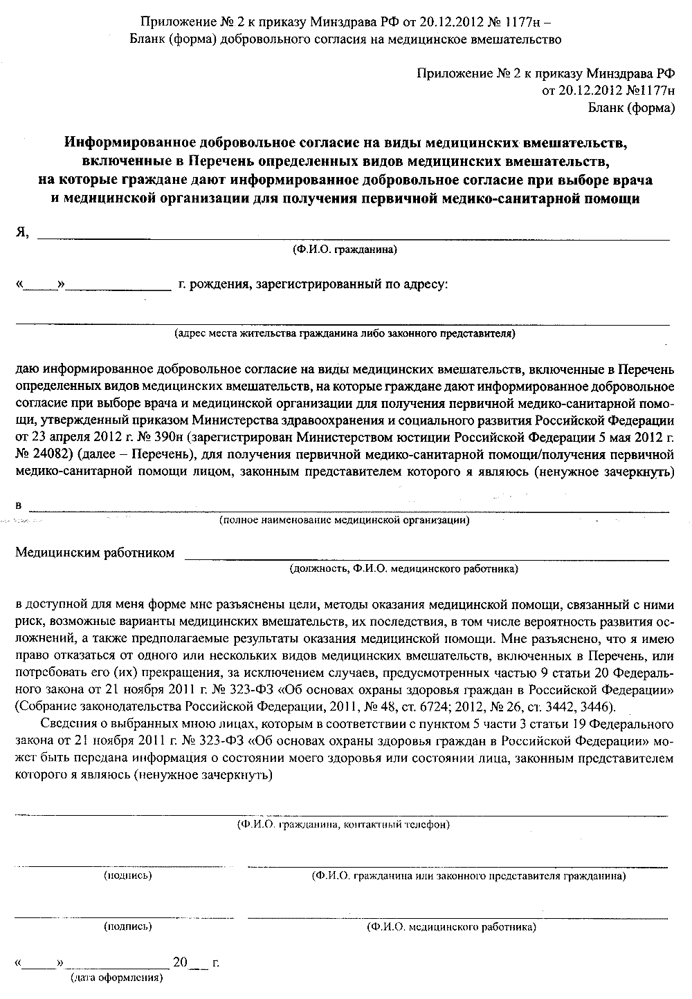 Приложение № 2 к приказу Минздрава РФ от 20.12.2012 № 1177н –
Бланк (форма) добровольного согласия на медицинское вмешательство
Приложение № 2 к приказу Минздрава РФ
от 20.12.2012 №1177н
Бланк (форма)
Информированное добровольное согласие на виды медицинских вмешательств,
включенные в Перечень определенных видов медицинских вмешательств,
на которые граждане дают информированное добровольное согласие при выборе врача
и медицинской организации для получения первичной медико-санитарной помощи
Я, ____________________
(Ф.И.О. гражданина)
«_____»_______________ г. рождения, зарегистрированный по адресу:
(адрес места жительства гражданина либо законного представителя)
даю информированное добровольное согласие на виды медицинских вмешательств, включенные в Перечень
определенных видов медицинских вмешательств, на которые граждане дают информированное добровольное
согласие при выборе врача и медицинской организации для получения первичной медико-санитарной помо-
щи, утвержденный приказом Министерства здравоохранения и социального развития Российской Федерации
от 23 апреля 2012 г. № 390н (зарегистрирован Министерством юстиции Российской Федерации 5 мая 2012 г.
№ 24082) (далее – Перечень), для получения первичной медико-санитарной помощи/получения первичной
медико-санитарной помощи лицом, законным представителем которого я являюсь (ненужное зачеркнуть)
в ____________________
(полное наименование медицинской организации)
Медицинским работником ____________________
(должность, Ф.И.О. медицинского работника)
в доступной для меня форме мне разъяснены цели, методы оказания медицинской помощи, связанный с ними
риск, возможные варианты медицинских вмешательств, их последствия, в том числе вероятность развития ос-
ложнений, а также предполагаемые результаты оказания медицинской помощи. Мне разъяснено, что я имею
право отказаться от одного или нескольких видов медицинских вмешательств, включенных в Перечень, или
потребовать его (их) прекращения, за исключением случаев, предусмотренных частью 9 статьи 20 Федераль-
ного закона от 21 ноября 2011 г. № 323-ФЗ «Об основах охраны здоровья граждан в Российской Федерации»
(Собрание законодательства Российской Федерации, 2011, № 48, ст. 6724; 2012, № 26, ст. 3442, 3446).
Сведения о выбранных мною лицах, которым в соответствии с пунктом 5 части 3 статьи 19 Федерального
закона от 21 ноября 2011 г. № 323-ФЗ «Об основах охраны здоровья граждан в Российской Федерации» мо-
жет быть передана информация о состоянии моего здоровья или состоянии лица, законным представителем
которого я являюсь (ненужное зачеркнуть)
(Ф.И.О. гражданина, контактный телефон)
(подпись) (Ф.И.О. гражданина или законного представителя гражданина)
(подпись) (Ф.И.О. медицинского работника)
«_____»_______________ 20___ г.
(дата оформления)